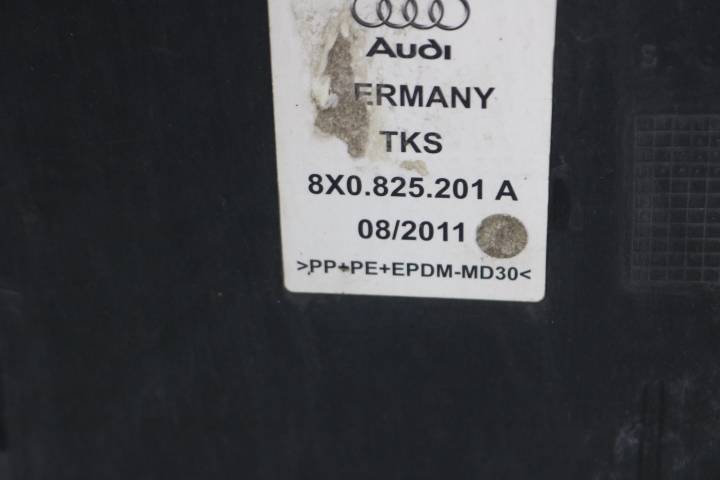 Audi
ERMANY
TKS
8X0.825.201 A
08/2011
>PP+PE+EPDM-MD30<
S